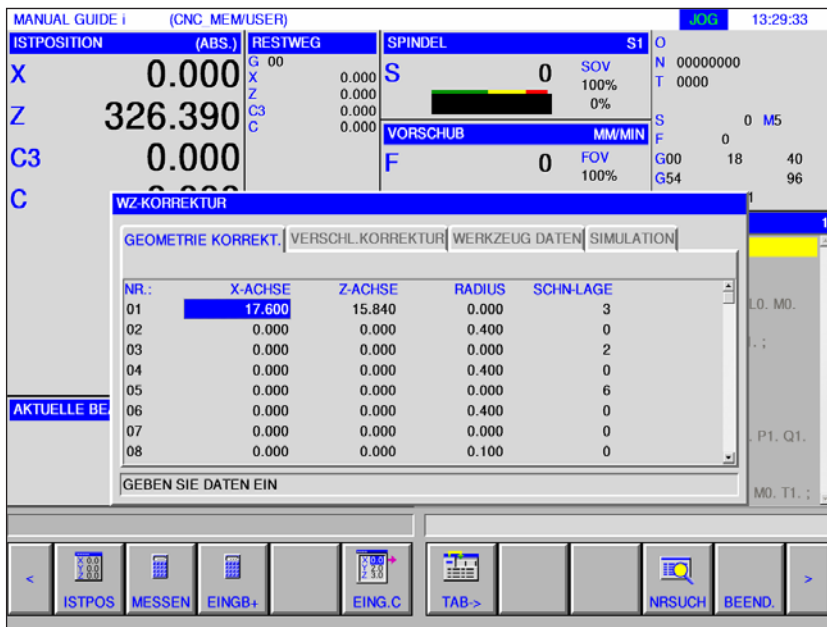 MANUAL GUIDE i (CNC_MEM/USER) JOG 13:29:33
ISTPOSITION (ABS.) RESTWEG SPINDEL S1 O
G 00
X 0.000 X 0.000 S 0 SOV N 00000000
Z 0.000 100% T 0000
Z 326.390 C3 0.000 0%
C 0.000 S 0 M5
VORSCHUB MM/MIN F 0
C3 0.000 F 0 FOV G00 18 40
100% G54 96
C
WZ-KORREKTUR
GEOMETRIE KORREKT. VERSCHL.KORREKTUR WERKZEUG DATEN SIMULATION
NR.: X-ACHSE Z-ACHSE RADIUS SCHN-LAGE
01 17.600 15.840 0.000 3
02 0.000 0.000 0.400 0
03 0.000 0.000 0.000 2
04 0.000 0.000 0.400 0
05 0.000 0.000 0.000 6
06 0.000 0.000 0.400 0
07 0.000 0.000 0.000 0
08 0.000 0.000 0.100 0
GEBEN SIE DATEN EIN
L0. M0.
. ;
AKTUELLE BE
. P1. Q1.
M0. T1. ;
< ISTPOS MESSEN EINGB+ EING.C TAB-> NRSUCH BEEND. >